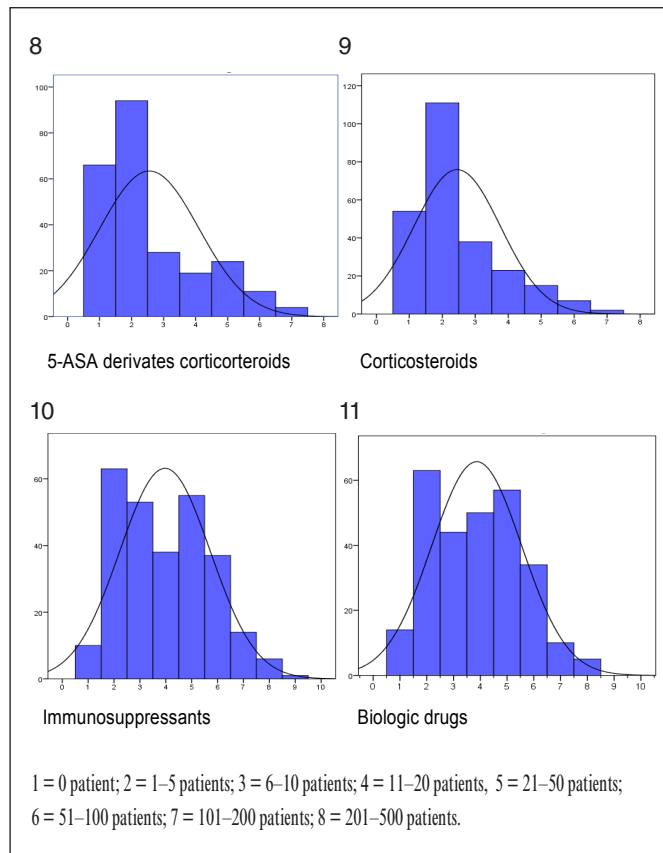 8
9
100
80
60
40
20
0
0 1 2 3 4 5 6 7 8
5-ASA derivates corticorteroids
120
100
80
60
40
20
0
0 1 2 3 4 5 6 7 8
Corticosteroids
10
11
60
40
20
0
0 1 2 3 4 5 6 7 8 9 10
Immunosuppressants
60
50
40
30
20
10
0
0 1 2 3 4 5 6 7 8 9 10
Biologic drugs
1 = 0 patient; 2 = 1–5 patients; 3 = 6–10 patients; 4 = 11–20 patients, 5 = 21–50 patients;
6 = 51–100 patients; 7 = 101–200 patients; 8 = 201–500 patients.